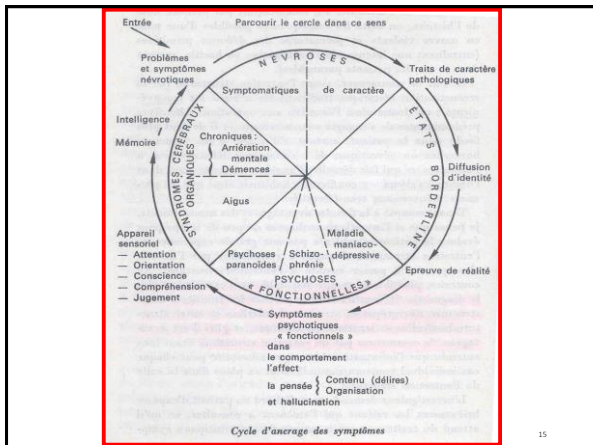 Entrée
Parcourir le cercle dans ce sens
Problèmes
et symptômes
névrotiques
NÉVROSES
Traits de caractère
pathologiques
Symptomatiques
de caractère
Intelligence
Mémoire
SYNDROMES CÉRÉBRAUX
ORGANIQUES
Chroniques :
Arriération
mentale
Démences
Aigus
ÉTATS BORDERLINE
Diffusion
d'identité
Appareil
sensoriel
— Attention
— Orientation
— Conscience
— Compréhension
— Jugement
Psychoses
paranoïdes
Schizo-
phrénie
Maladie
maniaco-
dépressive
PSYCHOSES
« FONCTIONNELLES »
Epreuve de réalité
Symptômes
psychotiques
« fonctionnels »
dans
le comportement
l'affect
la pensée { Contenu (délires)
Organisation
et hallucination
Cycle d'ancrage des symptômes
15